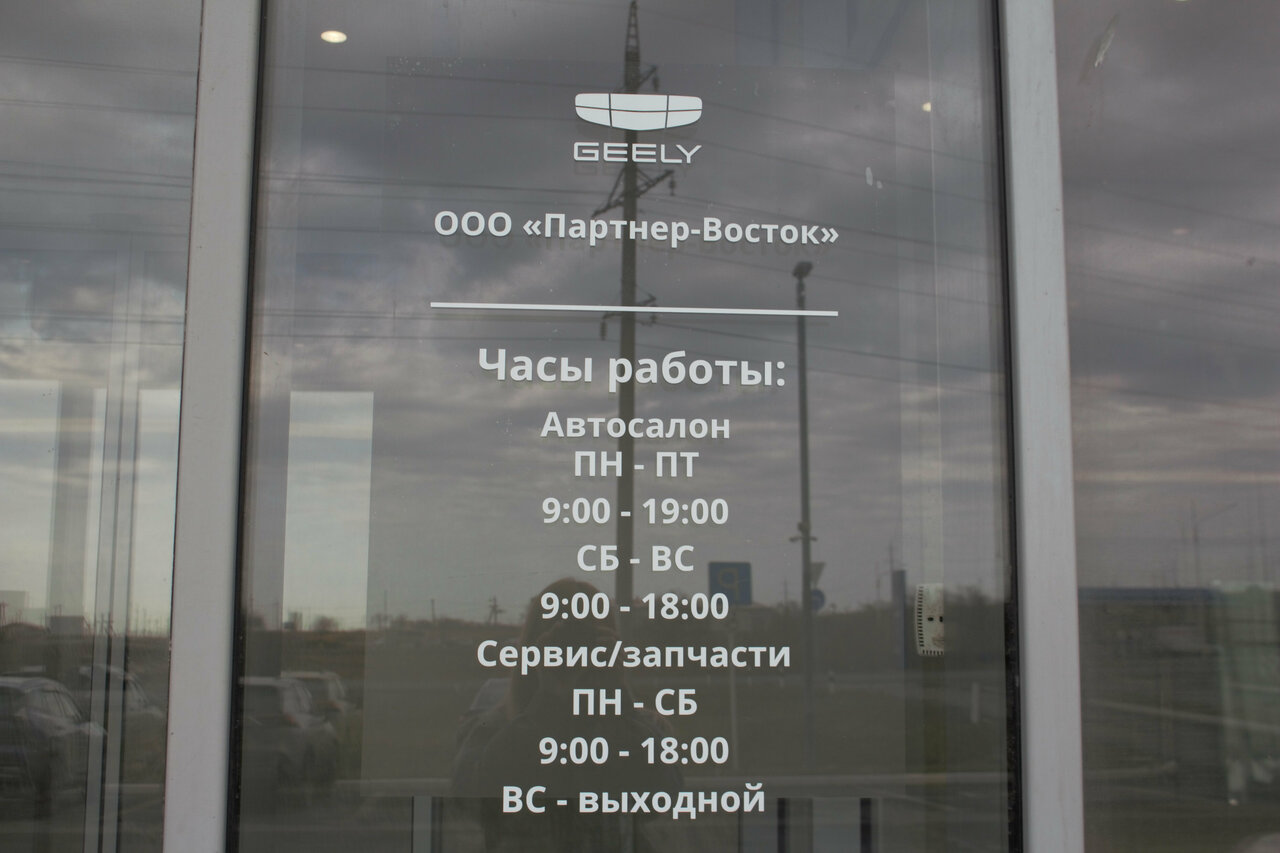 GEELY
ООО «Партнер-Восток»
Часы работы:
Автосалон
ПН - ПТ
9:00 - 19:00
СБ - ВС
9:00 - 18:00
Сервис/запчасти
ПН - СБ
9:00 - 18:00
ВС - выходной